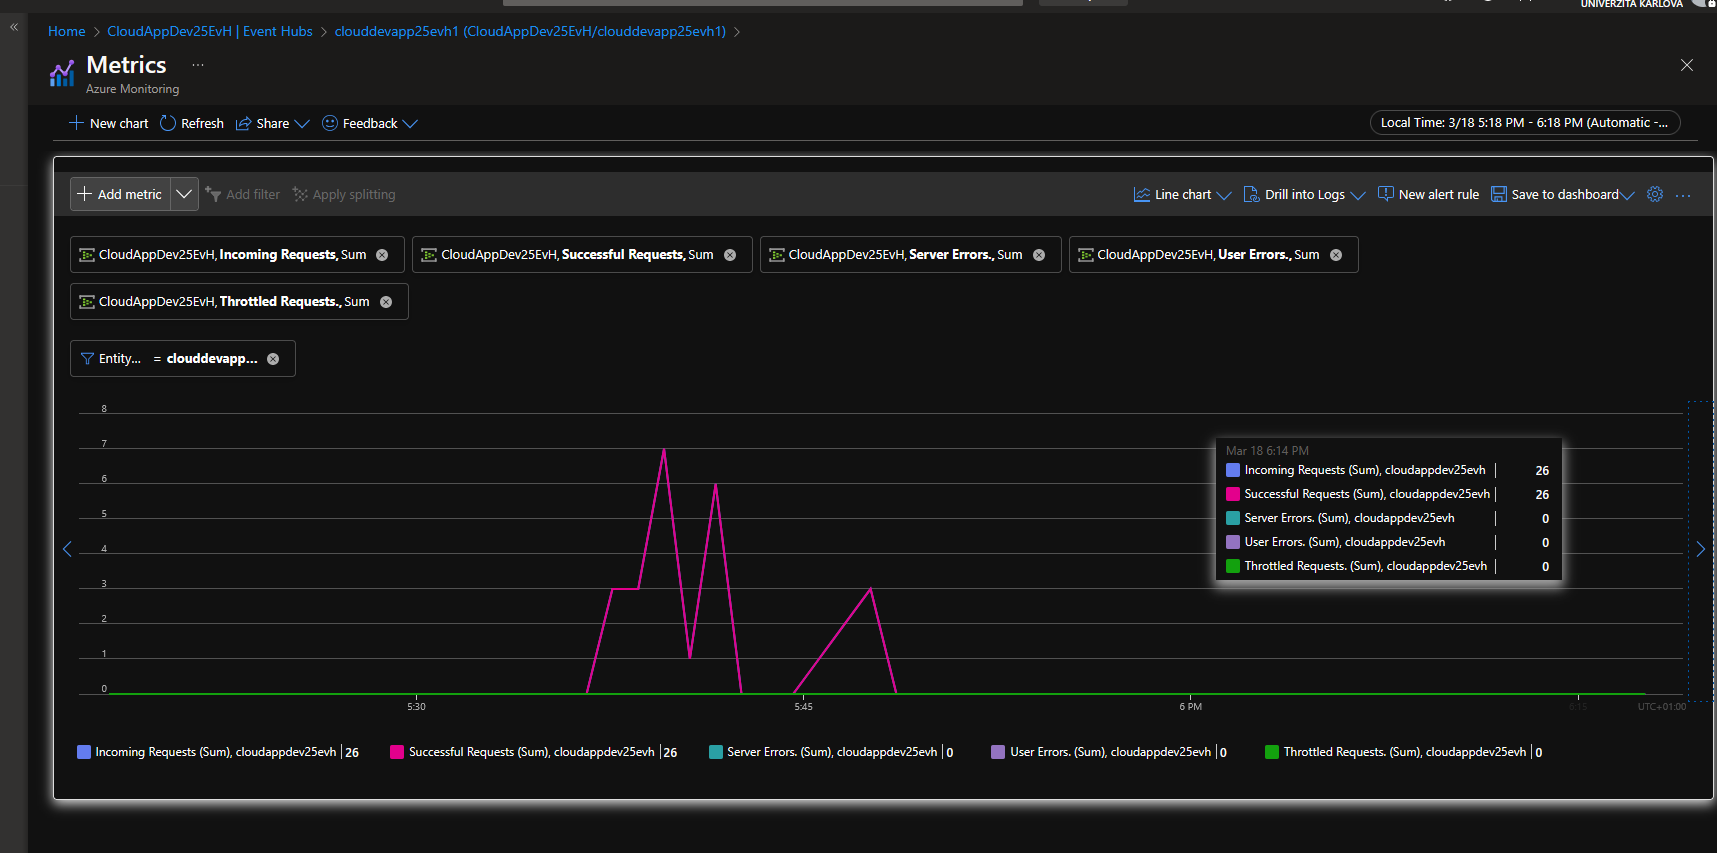 UNIVERZITA KARLOVA
«
Home > CloudAppDev25EvH | Event Hubs > clouddevapp25evh1 (CloudAppDev25EvH/clouddevapp25evh1) >
Metrics ...
Azure Monitoring
New chart Refresh Share Feedback
Local Time: 3/18 5:18 PM - 6:18 PM (Automatic -...
Add metric Add filter Apply splitting Line chart Drill into Logs New alert rule Save to dashboard ...
CloudAppDev25EvH, Incoming Requests, Sum
CloudAppDev25EvH, Successful Requests, Sum
CloudAppDev25EvH, Server Errors., Sum
CloudAppDev25EvH, User Errors., Sum
CloudAppDev25EvH, Throttled Requests., Sum
Entity... = clouddevapp...
8
7
6
5
4
3
2
1
0
Mar 18 6:14 PM
Incoming Requests (Sum), cloudappdev25evh | 26
Successful Requests (Sum), cloudappdev25evh | 26
Server Errors. (Sum), cloudappdev25evh | 0
User Errors. (Sum), cloudappdev25evh | 0
Throttled Requests. (Sum), cloudappdev25evh | 0
5:30 5:45 6 PM 6:15 UTC+01:00
Incoming Requests (Sum), cloudappdev25evh | 26
Successful Requests (Sum), cloudappdev25evh | 26
Server Errors. (Sum), cloudappdev25evh | 0
User Errors. (Sum), cloudappdev25evh | 0
Throttled Requests. (Sum), cloudappdev25evh | 0